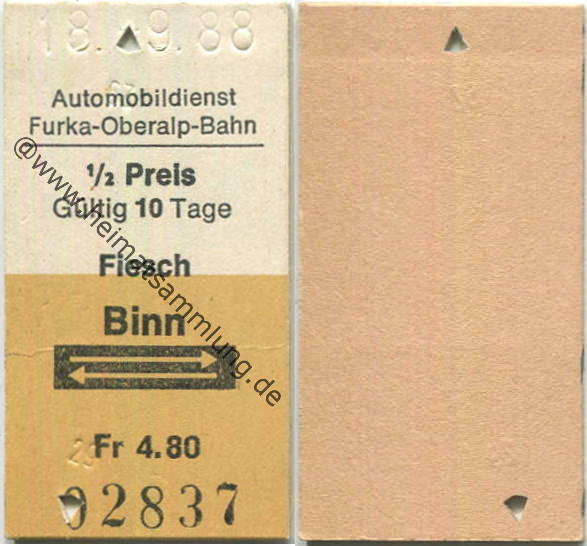 18. 9. 88
Automobildienst
Furka-Oberalp-Bahn
1/2 Preis
Gültig 10 Tage
Fiesch
Binn
Fr 4.80
02837
@www.heimatsammlung.de